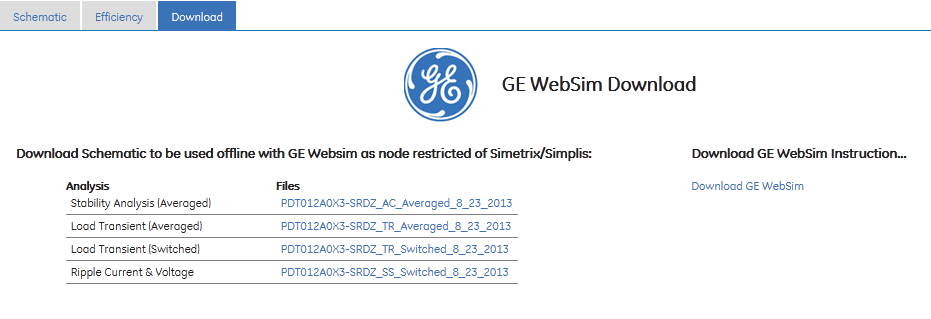 Schematic Efficiency Download
GE WebSim Download
Download Schematic to be used offline with GE Websim as node restricted of Simetrix/Simplis:
Download GE WebSim Instruction...
Analysis Files
Download GE WebSim
Stability Analysis (Averaged) PDT012A0X3-SRDZ_AC_Averaged_8_23_2013
Load Transient (Averaged) PDT012A0X3-SRDZ_TR_Averaged_8_23_2013
Load Transient (Switched) PDT012A0X3-SRDZ_TR_Switched_8_23_2013
Ripple Current & Voltage PDT012A0X3-SRDZ_SS_Switched_8_23_2013